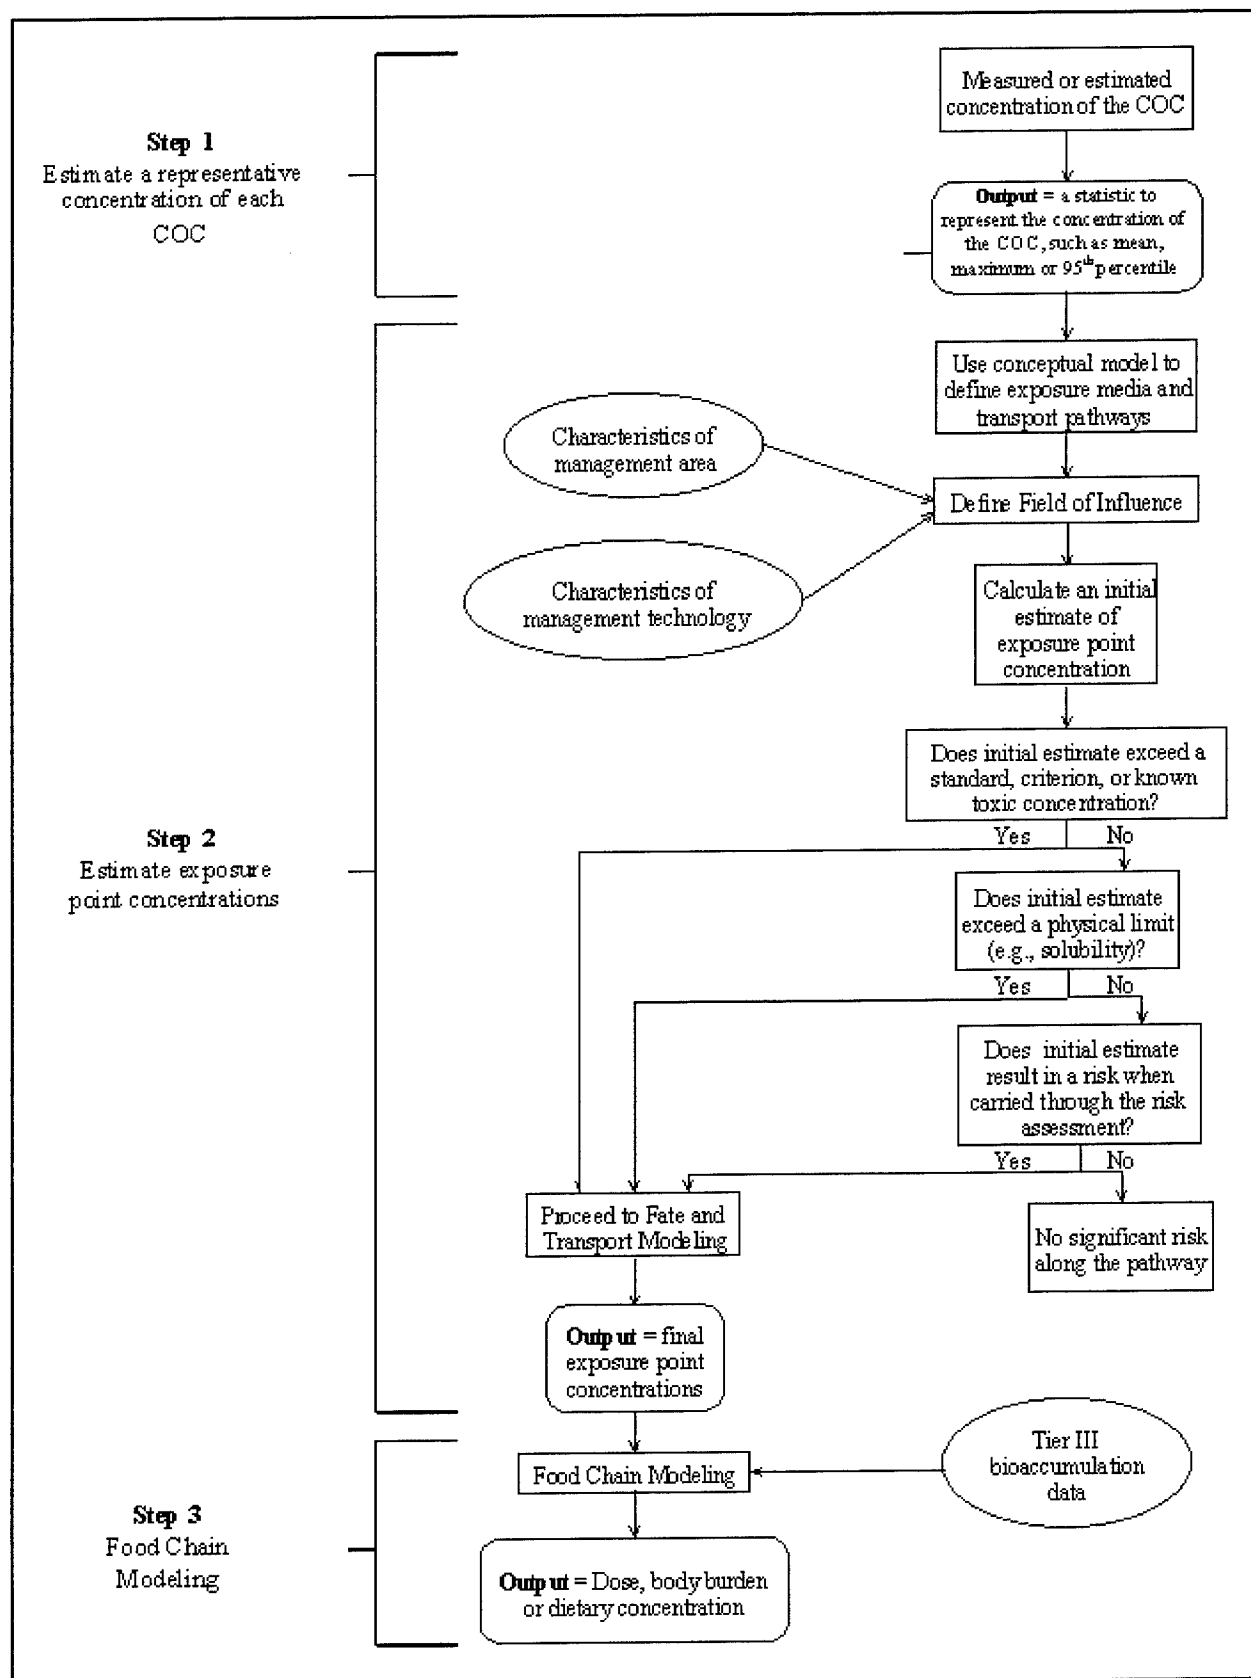 Measured or estimated
concentration of the COC
Step 1
Estimate a representative
concentration of each
COC
Output = a statistic to
represent the concentration of
the COC, such as mean,
maximum or 95th percentile
Use conceptual model to
define exposure media and
transport pathways
Characteristics of
management area
Define Field of Influence
Characteristics of
management technology
Calculate an initial
estimate of
exposure point
concentration
Does initial estimate exceed a
standard, criterion, or known
toxic concentration?
Yes No
Step 2
Estimate exposure
point concentrations
Does initial estimate
exceed a physical limit
(e.g., solubility)?
Yes No
Does initial estimate
result in a risk when
carried through the risk
assessment?
Yes No
Proceed to Fate and
Transport Modeling
No significant risk
along the pathway
Output = final
exposure point
concentrations
Food Chain Modeling
Tier III
bioaccumulation
data
Step 3
Food Chain
Modeling
Output = Dose, body burden
or dietary concentration